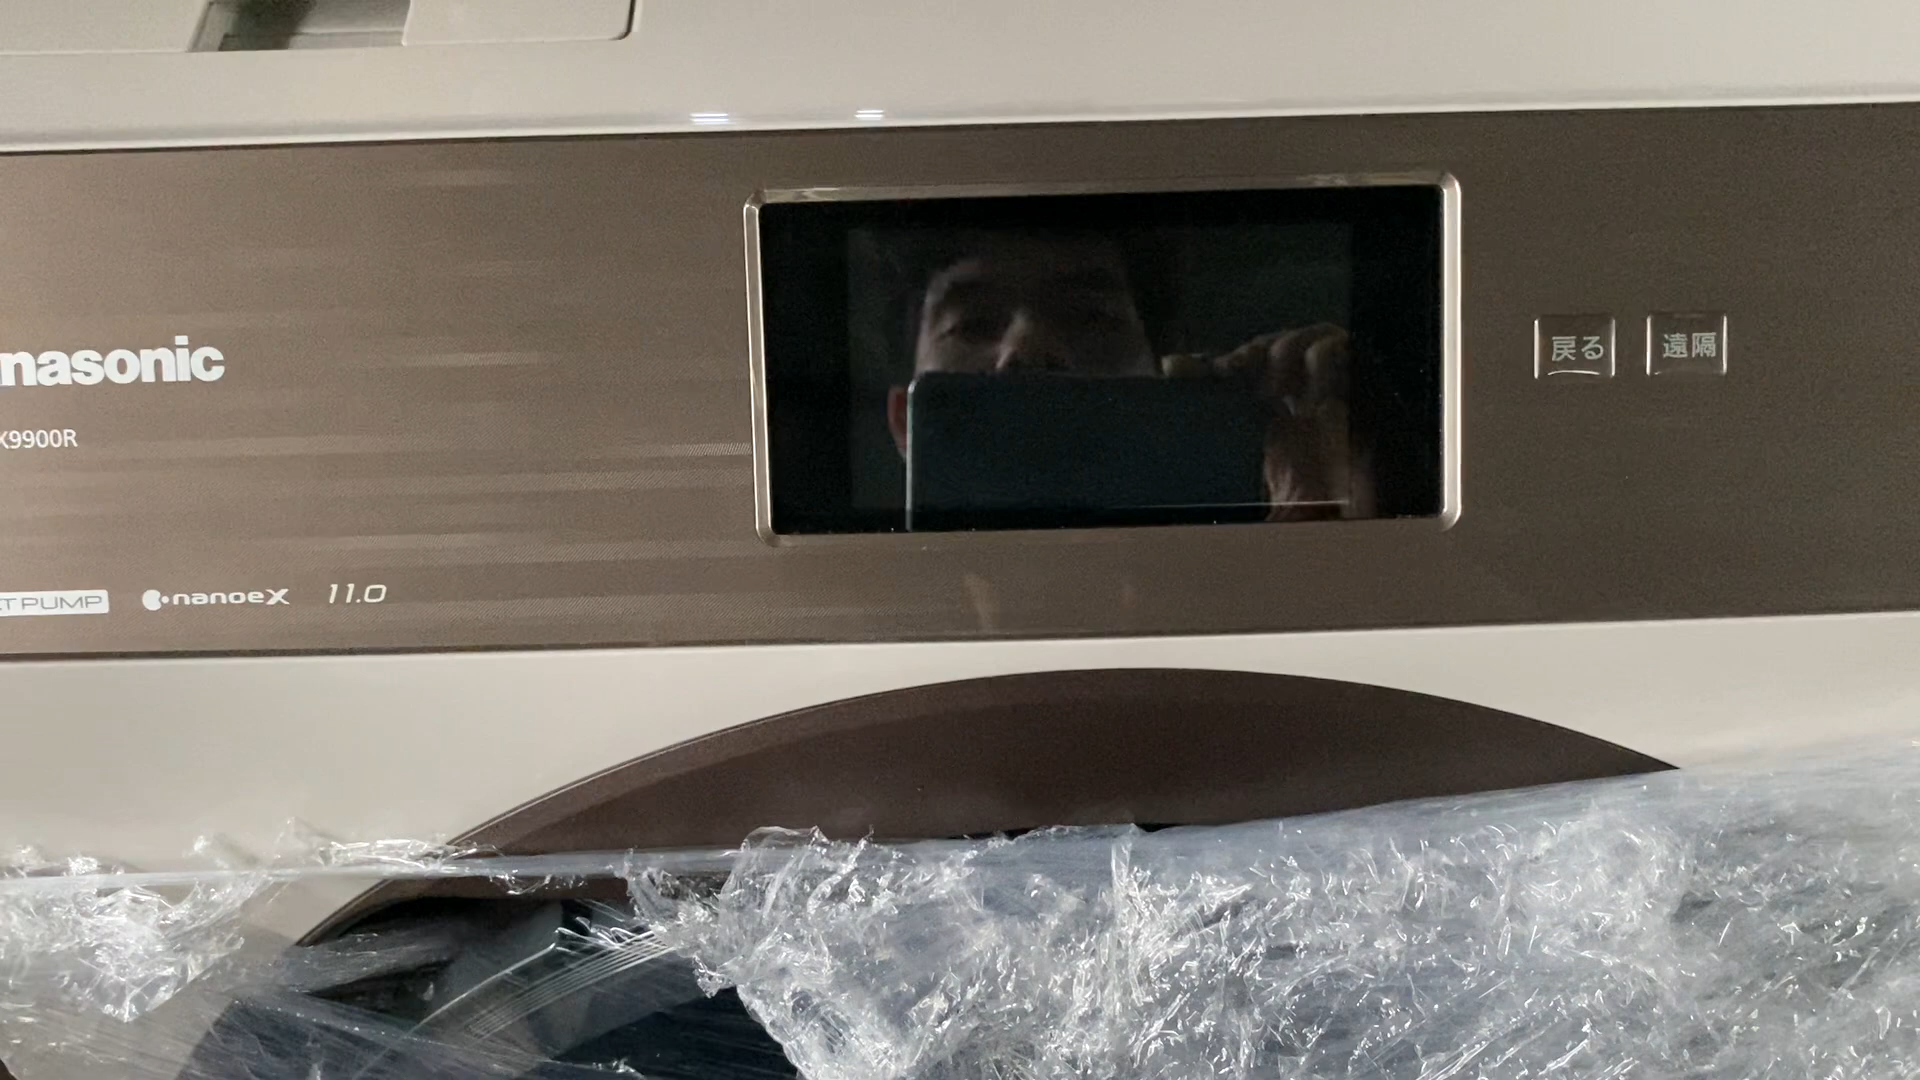 nasonic
X9900R
T PUMP
nanoeX 11.0
戻る
遠隔